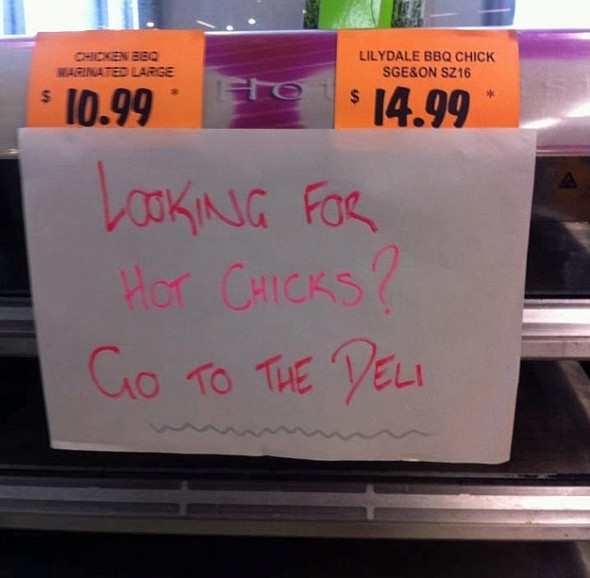 CHICKEN BBQ
MARINATED LARGE
$ 10.99 *
LILYDALE BBQ CHICK
SGE&ON SZ16
$ 14.99 *
Hot
LOOKING FOR
HOT CHICKS?
GO TO THE DELI